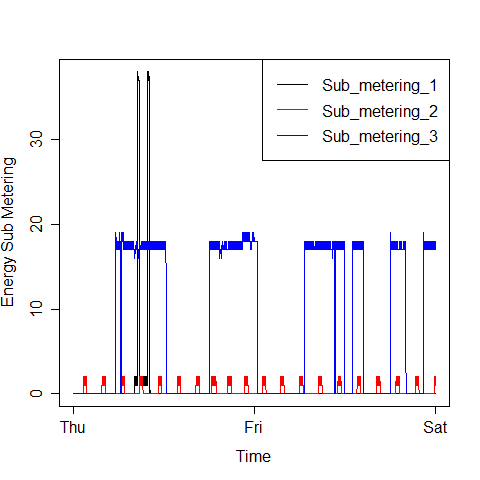 Sub_metering_1
Sub_metering_2
Sub_metering_3
Energy Sub Metering
30
20
10
0
Thu
Fri
Sat
Time